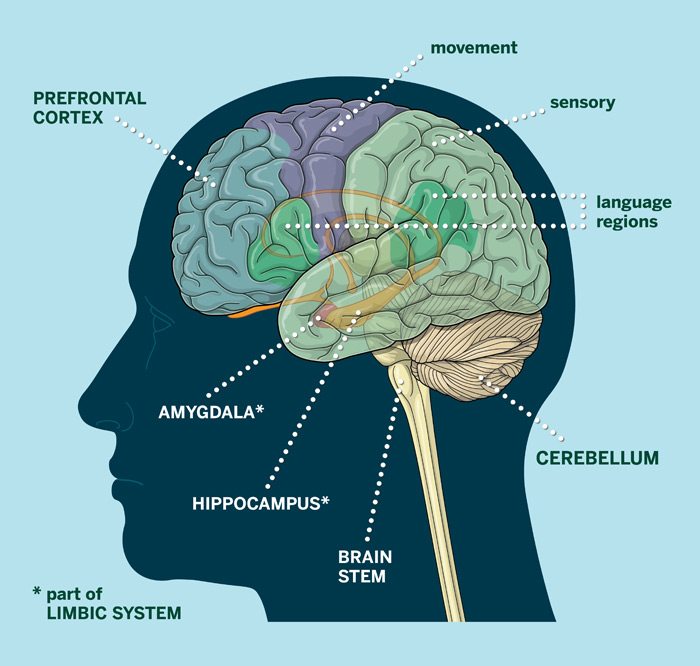 movement
PREFRONTAL
CORTEX
sensory
language
regions
AMYGDALA*
HIPPOCAMPUS*
CEREBELLUM
BRAIN
STEM
* part of
LIMBIC SYSTEM